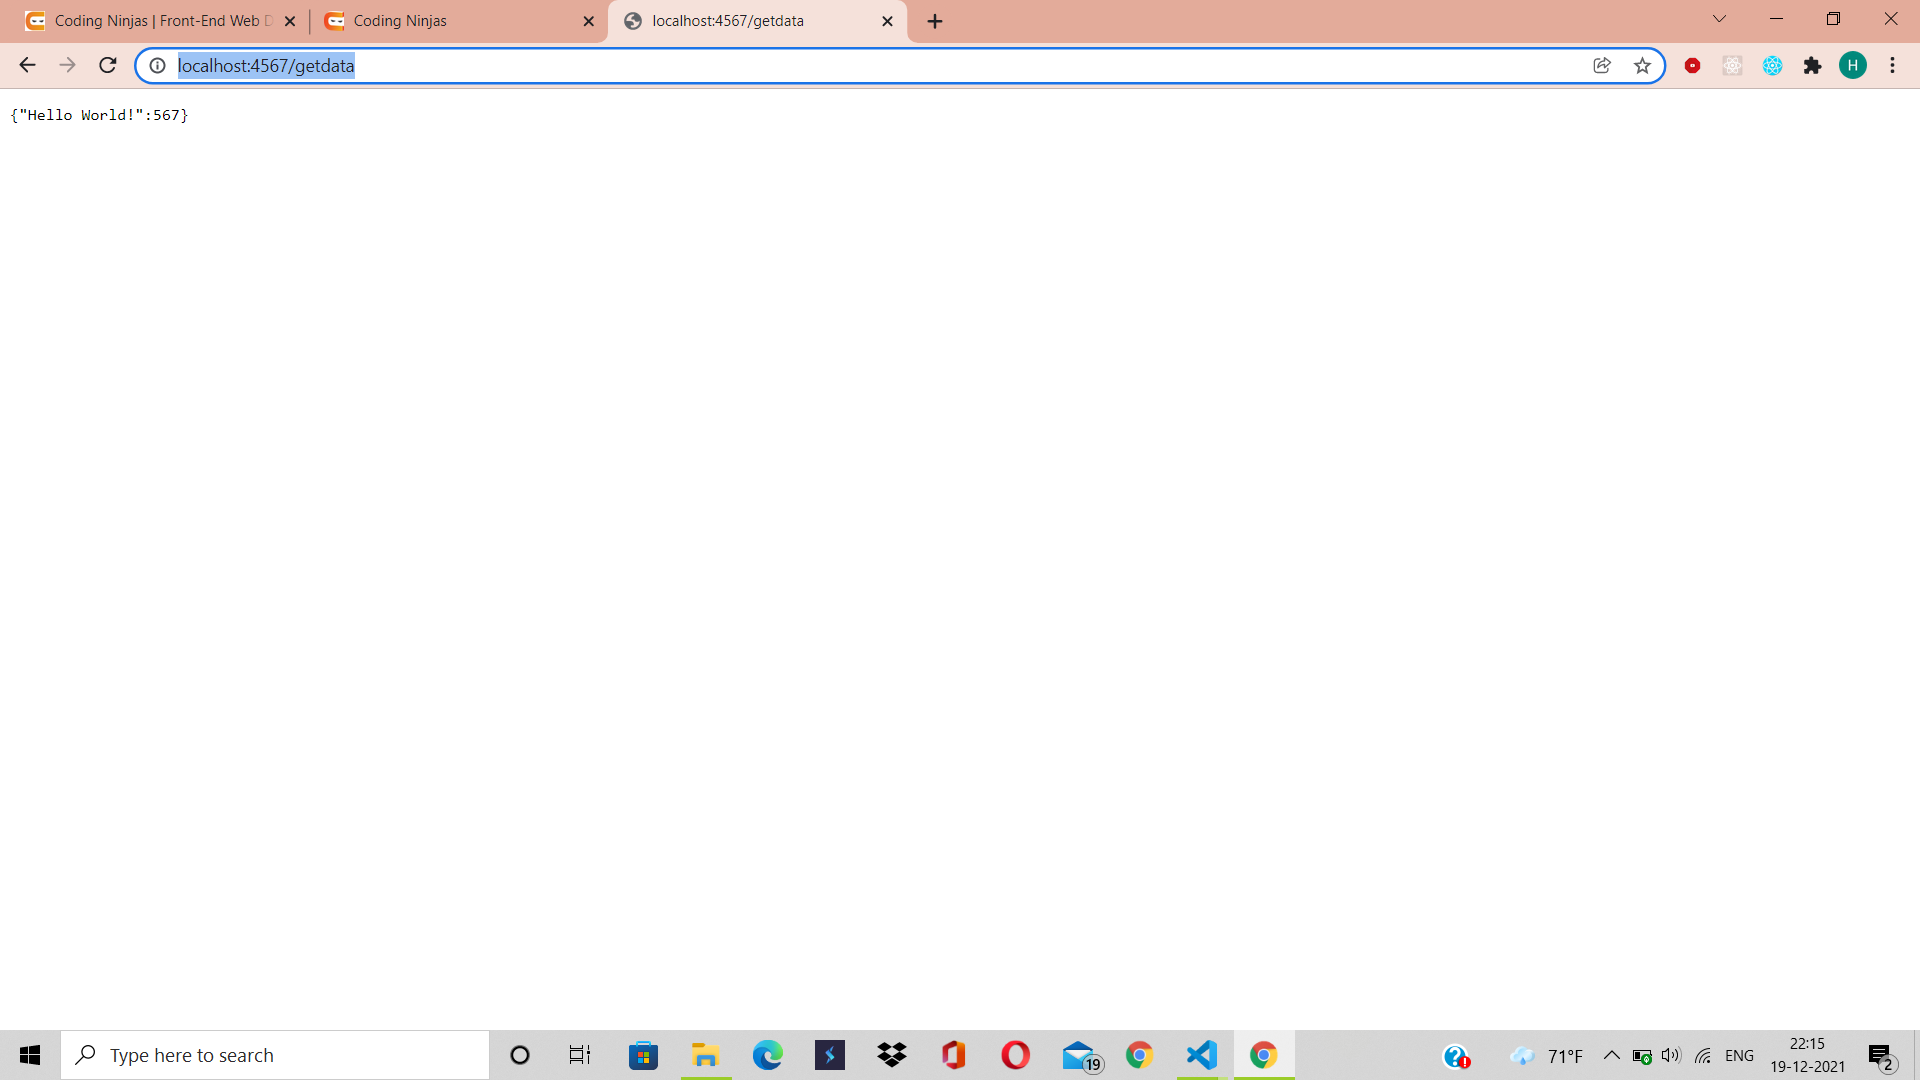 Coding Ninjas | Front-End Web D
Coding Ninjas
localhost:4567/getdata
localhost:4567/getdata
H
{"Hello World!":567}
Type here to search
19
71°F
ENG
22:15
19-12-2021
2